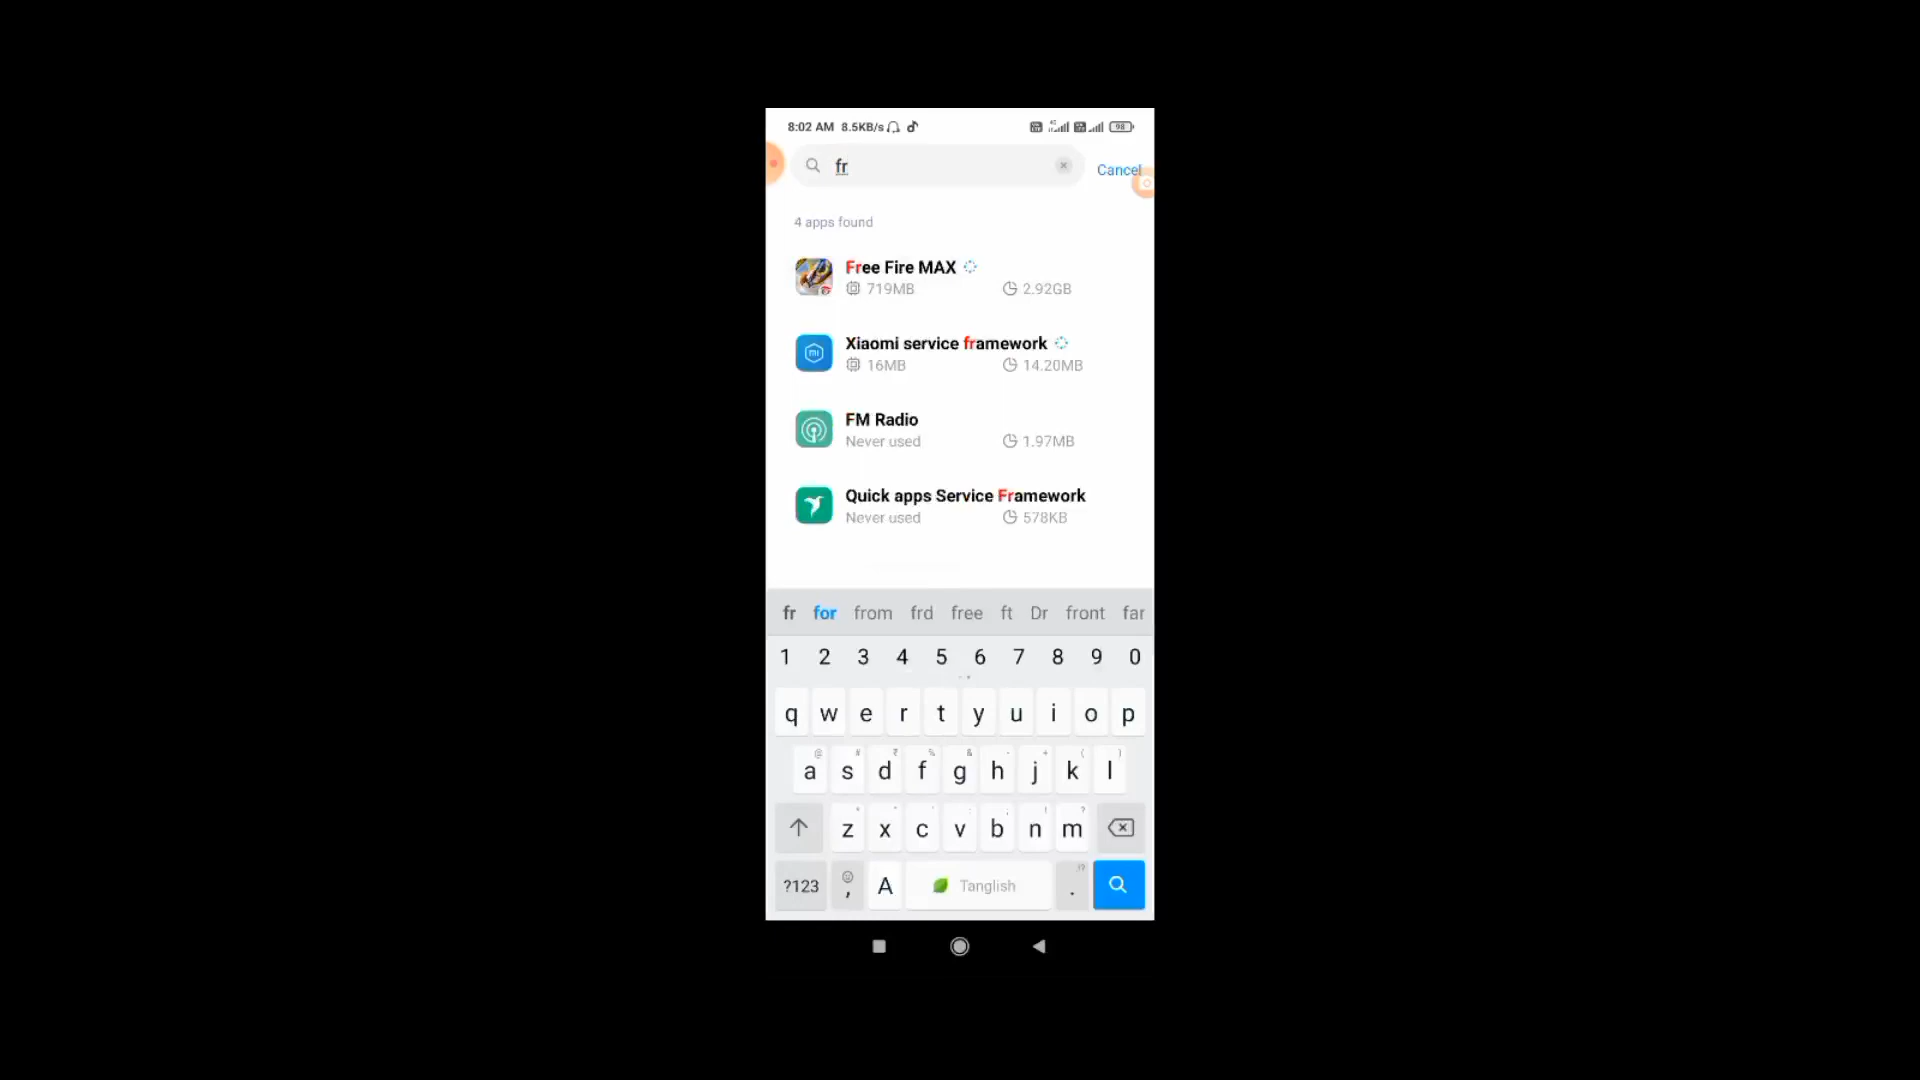 8:02 AM 8.5KB/s
98
fr
Cancel
4 apps found
Free Fire MAX
719MB 2.92GB
Xiaomi service framework
16MB 14.20MB
FM Radio
Never used 1.97MB
Quick apps Service Framework
Never used 578KB
fr for from frd free ft Dr front far
1 2 3 4 5 6 7 8 9 0
q w e r t y u i o p
@ # ₹ % & - + ( )
a s d f g h j k l
z x c v b n m
?123 , A Tanglish .